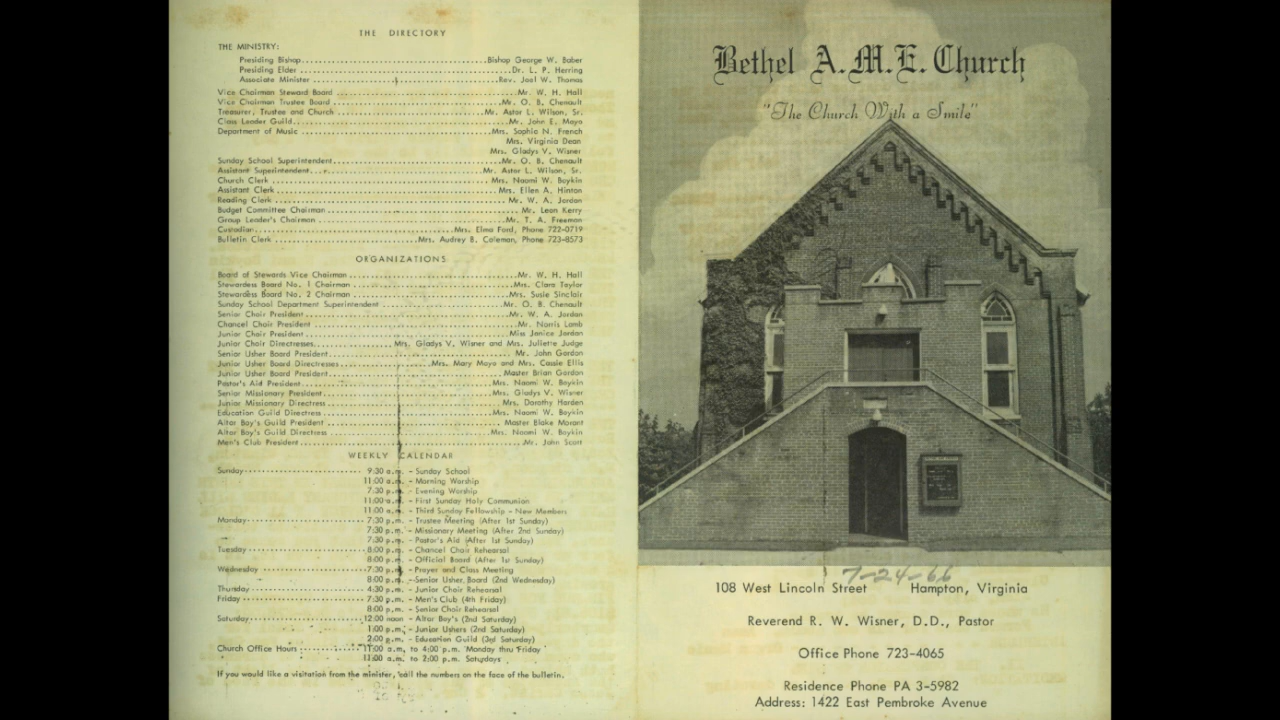 THE DIRECTORY
THE MINISTRY:
Presiding Bishop..........Bishop George W. Baber
Presiding Elder..........Dr. L. P. Herring
Associate Minister..........Rev. Joel W. Thomas
Vice Chairman Steward Board..........Mr. W. H. Hall
Vice Chairman Trustee Board..........Mr. O. B. Chenault
Treasurer, Trustee and Church..........Mr. Astor L. Wilson, Sr.
Class Leader Guild..........Mr. John E. Mayo
Department of Music..........Mrs. Sophie N. French
Mrs. Virginia Dean
Mrs. Gladys V. Wisner
Sunday School Superintendent..........Mr. O. B. Chenault
Assistant Superintendent..........Mr. Astor L. Wilson, Sr.
Church Clerk..........Mrs. Naomi W. Boykin
Assistant Clerk..........Mrs. Ellen A. Hinton
Reading Clerk..........Mr. W. A. Jordan
Budget Committee Chairman..........Mr. Leon Kerry
Group Leader's Chairman..........Mr. T. A. Freeman
Custodian..........Mrs. Elma Ford, Phone 722-0719
Bulletin Clerk..........Mrs. Audrey B. Coleman, Phone 723-8573
ORGANIZATIONS
Board of Stewards Vice Chairman..........Mr. W. H. Hall
Stewardess Board No. 1 Chairman..........Mrs. Clara Taylor
Stewardess Board No. 2 Chairman..........Mrs. Susie Sinclair
Sunday School Department Superintendent..........Mr. O. B. Chenault
Senior Choir President..........Mr. W. A. Jordan
Chancel Choir President..........Mr. Norris Lamb
Junior Choir President..........Miss Janice Jordan
Junior Choir Directresses..........Mrs. Gladys V. Wisner and Mrs. Juliette Judge
Senior Usher Board President..........Mr. John Gordon
Junior Usher Board Directresses..........Mrs. Mary Mayo and Mrs. Cassie Ellis
Junior Usher Board President..........Master Brian Gordon
Pastor's Aid President..........Mrs. Naomi W. Boykin
Senior Missionary President..........Mrs. Gladys V. Wisner
Junior Missionary Directress..........Mrs. Dorothy Harden
Education Guild Directress..........Mrs. Naomi W. Boykin
Altar Boy's Guild President..........Master Blake Morant
Altar Boy's Guild Directress..........Mrs. Naomi W. Boykin
Men's Club President..........Mr. John Scott
WEEKLY CALENDAR
Sunday..........9:30 a.m. - Sunday School
11:00 a.m. - Morning Worship
7:30 p.m. - Evening Worship
11:00 a.m. - First Sunday Holy Communion
11:00 a.m. - Third Sunday Fellowship - New Members
Monday..........7:30 p.m. - Trustee Meeting (After 1st Sunday)
7:30 p.m. - Missionary Meeting (After 2nd Sunday)
7:30 p.m. - Pastor's Aid (After 1st Sunday)
Tuesday..........8:00 p.m. - Chancel Choir Rehearsal
8:00 p.m. - Official Board (After 1st Sunday)
Wednesday..........7:30 p.m. - Prayer and Class Meeting
8:00 p.m. - Senior Usher Board (2nd Wednesday)
Thursday..........4:30 p.m. - Junior Choir Rehearsal
Friday..........7:30 p.m. - Men's Club (4th Friday)
8:00 p.m. - Senior Choir Rehearsal
Saturday..........12:00 noon - Altar Boy's (2nd Saturday)
1:00 p.m. - Junior Ushers (2nd Saturday)
2:00 p.m. - Education Guild (3rd Saturday)
Church Office Hours..........11:00 a.m. to 4:00 p.m. Monday thru Friday
11:00 a.m. to 2:00 p.m. Saturdays
If you would like a visitation from the minister, call the numbers on the face of the bulletin.
Bethel A.M.E. Church
"The Church With a Smile"
7-24-66
108 West Lincoln Street Hampton, Virginia
Reverend R. W. Wisner, D.D., Pastor
Office Phone 723-4065
Residence Phone PA 3-5982
Address: 1422 East Pembroke Avenue